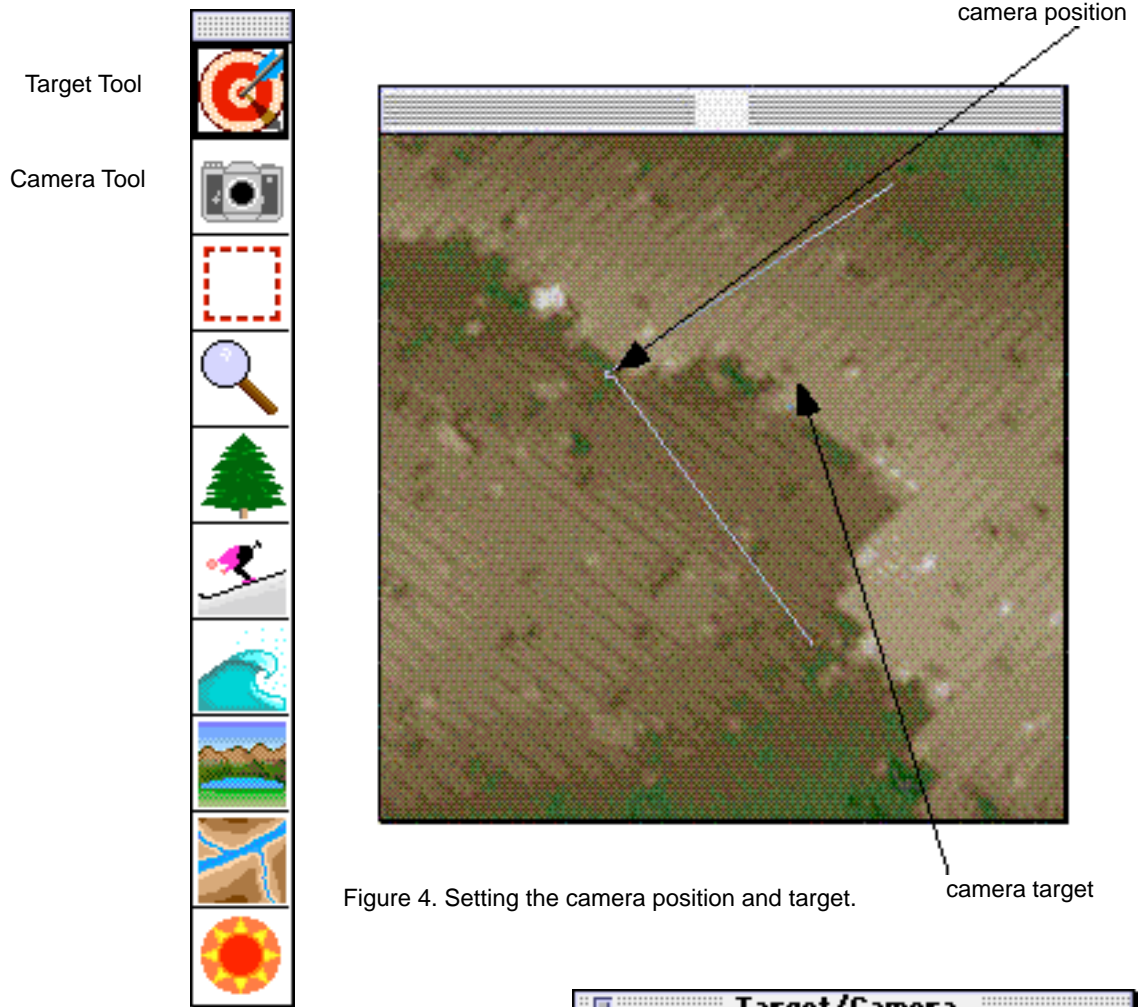 camera position
Target Tool
Camera Tool
Figure 4. Setting the camera position and target.
camera target
Target/Camera